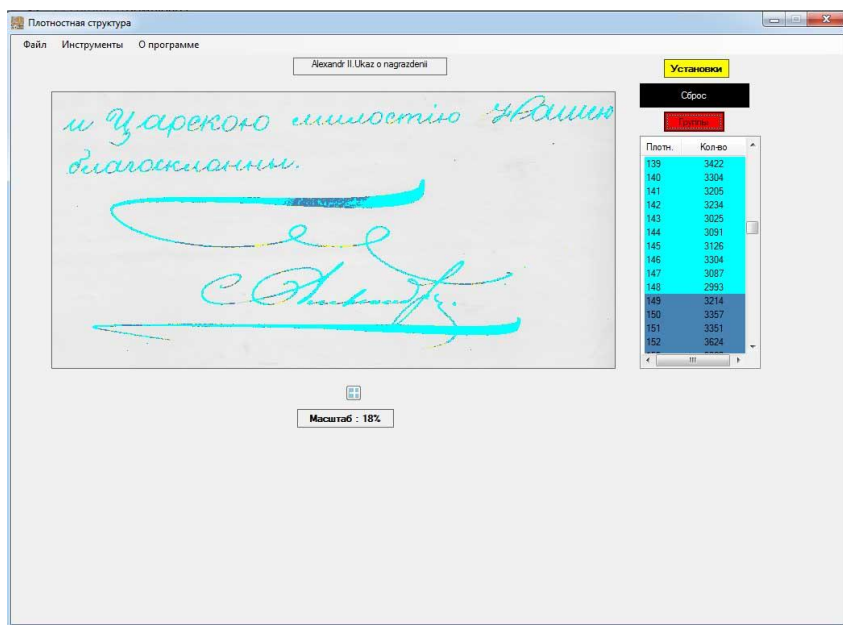 Плотностная структура
Файл Инструменты О программе
Alexandr II.Ukaz o nagrazdenii
Установки
Сброс
Группы
и Царскою милостiю
благосклонны.
Плотн. Кол-во
139 3422
140 3304
141 3205
142 3234
143 3025
144 3091
145 3126
146 3304
147 3087
148 2993
149 3214
150 3357
151 3351
152 3624
Масштаб : 18%